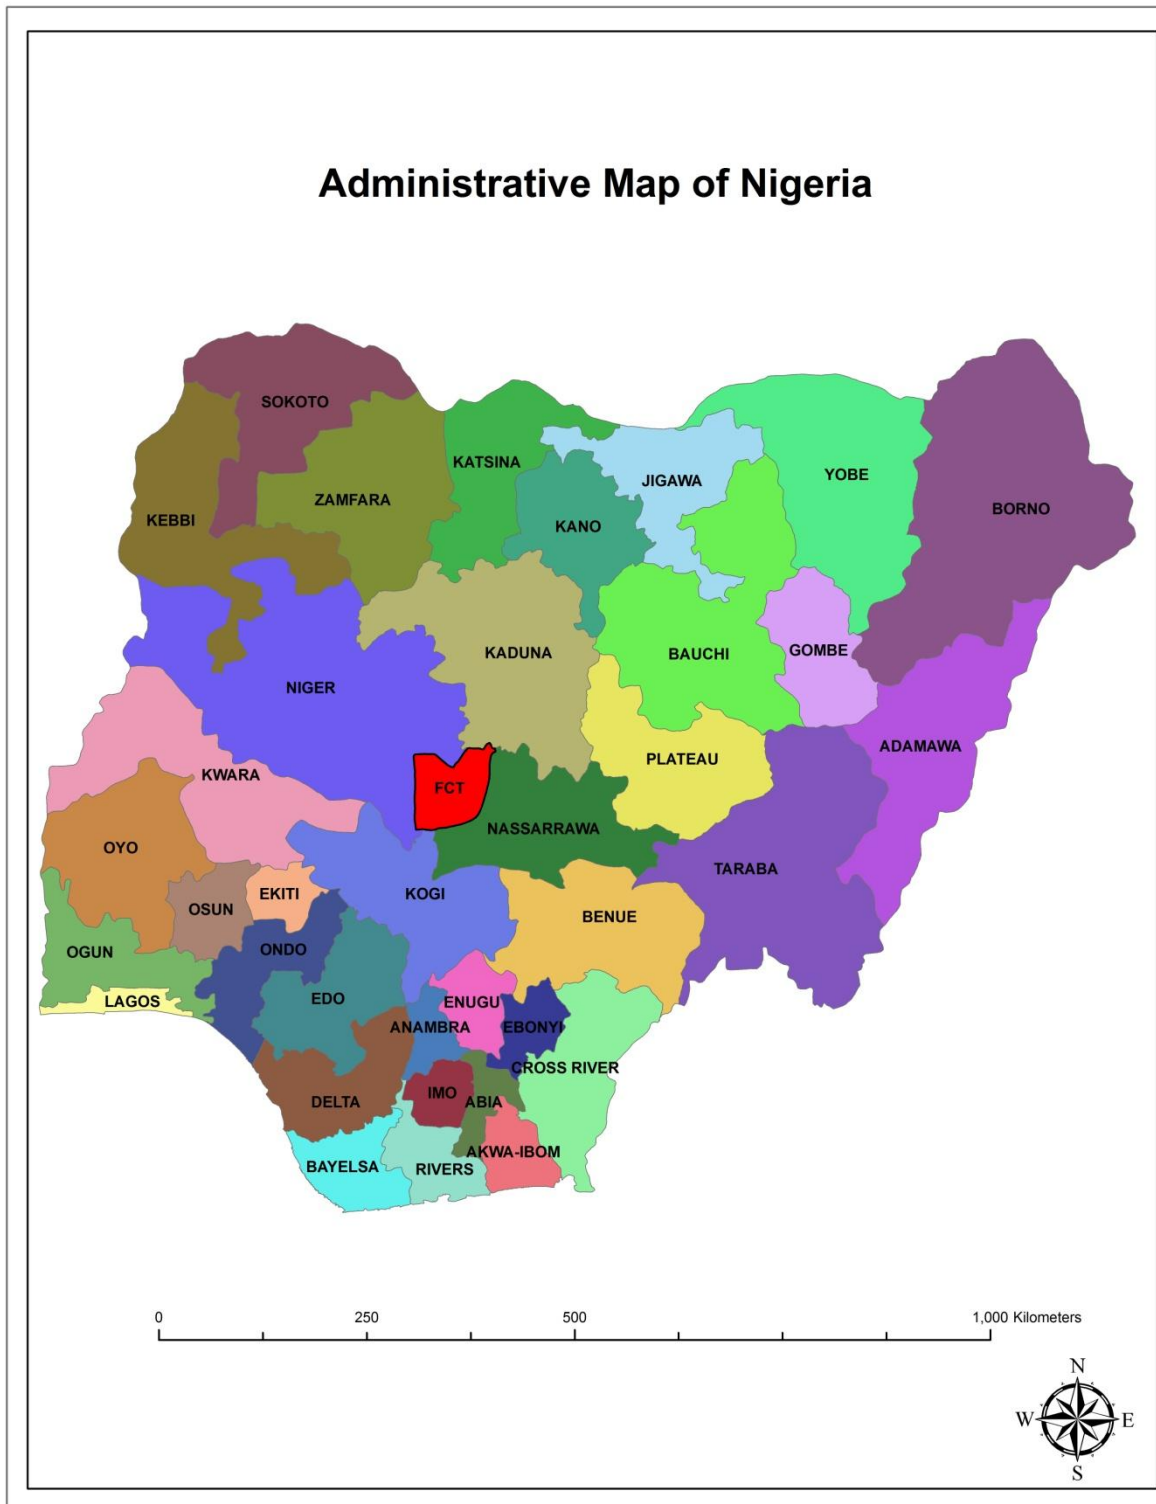 Administrative Map of Nigeria
SOKOTO
KATSINA
YOBE
JIGAWA
ZAMFARA
BORNO
KEBBI
KANO
GOMBE
KADUNA
BAUCHI
NIGER
ADAMAWA
PLATEAU
KWARA
FCT
NASSARRAWA
OYO
TARABA
EKITI
KOGI
OSUN
BENUE
OGUN
ONDO
LAGOS
EDO
ENUGU
ANAMBRA
EBONYI
CROSS RIVER
IMO
DELTA
ABIA
AKWA-IBOM
BAYELSA
RIVERS
0 250 500 1,000 Kilometers
N
W E
S